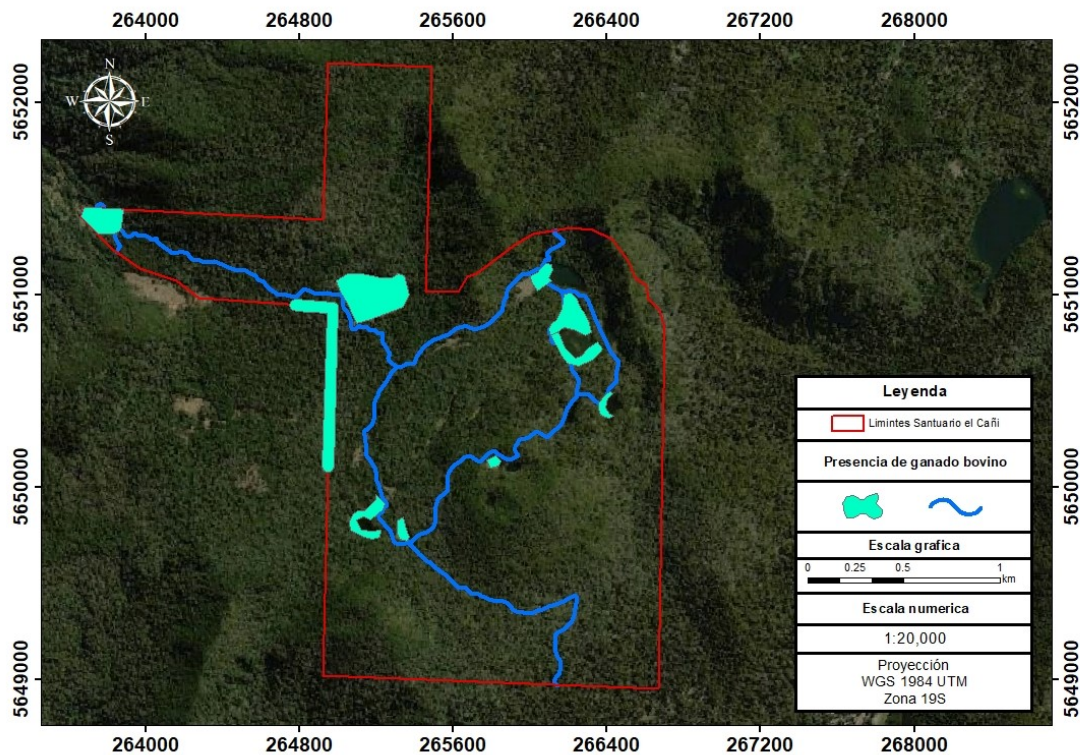 264000 264800 265600 266400 267200 268000
5652000
5651000
5650000
5649000
5652000
5651000
5650000
5649000
N
W E
S
Leyenda
Limintes Santuario el Cañi
Presencia de ganado bovino
Escala grafica
0 0.25 0.5 1
km
Escala numerica
1:20,000
Proyección
WGS 1984 UTM
Zona 19S
264000 264800 265600 266400 267200 268000